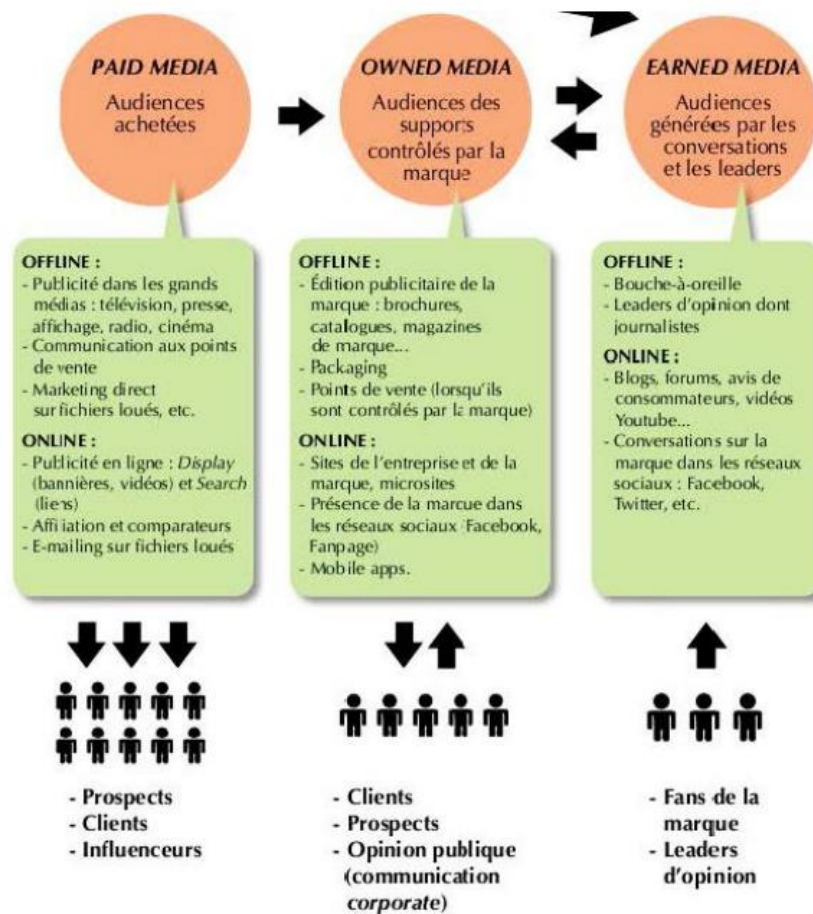 PAID MEDIA
Audiences
achetées
OWNED MEDIA
Audiences des
supports
contrôlés par la
marque
EARNED MEDIA
Audiences
générées par les
conversations
et les leaders
OFFLINE :
- Publicité dans les grands
médias : télévision, presse,
affichage, radio, cinéma
- Communication aux points
de vente
- Marketing direct
sur fichiers loués, etc.
ONLINE :
- Publicité en ligne : Display
(bannières, vidéos) et Search
(liens)
- Affiliation et comparateurs
- E-mailing sur fichiers loués
OFFLINE :
- Édition publicitaire de la
marque : brochures,
catalogues, magazines
de marque...
- Packaging
- Points de vente (lorsqu'ils
sont contrôlés par la marque)
ONLINE :
- Sites de l'entreprise et de la
marque, microsites
- Présence de la marcue dans
les réseaux sociaux (Facebook,
Fanpage)
- Mobile apps.
OFFLINE :
- Bouche-à-oreille
- Leaders d'opinion dont
journalistes
ONLINE :
- Blogs, forums, avis de
consommateurs, vidéos
Youtube...
- Conversations sur la
marque dans les réseaux
sociaux : Facebook,
Twitter, etc.
- Prospects
- Clients
- Influenceurs
- Clients
- Prospects
- Opinion publique
(communication
corporate)
- Fans de la
marque
- Leaders
d'opinion